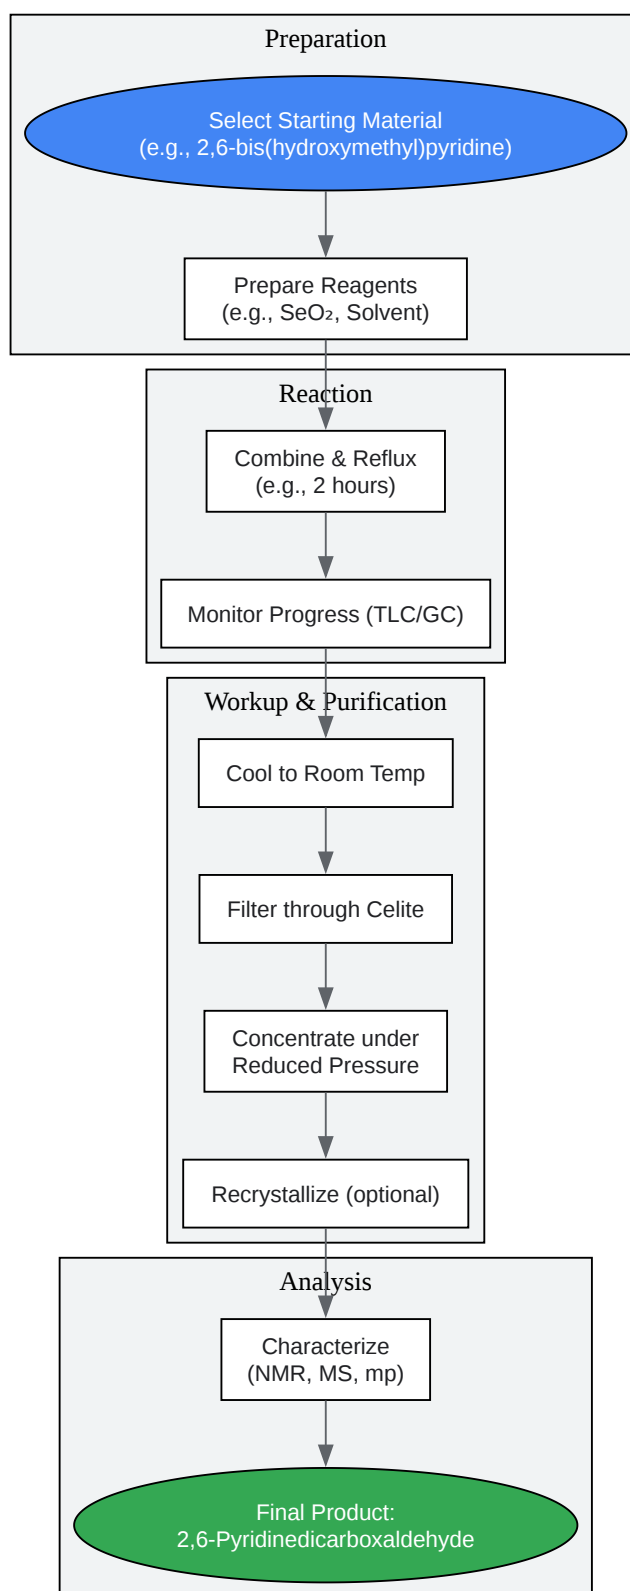 Preparation
Select Starting Material
(e.g., 2,6-bis(hydroxymethyl)pyridine)
Prepare Reagents
(e.g., SeO₂, Solvent)
Reaction
Combine & Reflux
(e.g., 2 hours)
Monitor Progress (TLC/GC)
Workup & Purification
Cool to Room Temp
Filter through Celite
Concentrate under
Reduced Pressure
Recrystallize (optional)
Analysis
Characterize
(NMR, MS, mp)
Final Product:
2,6-Pyridinedicarboxaldehyde